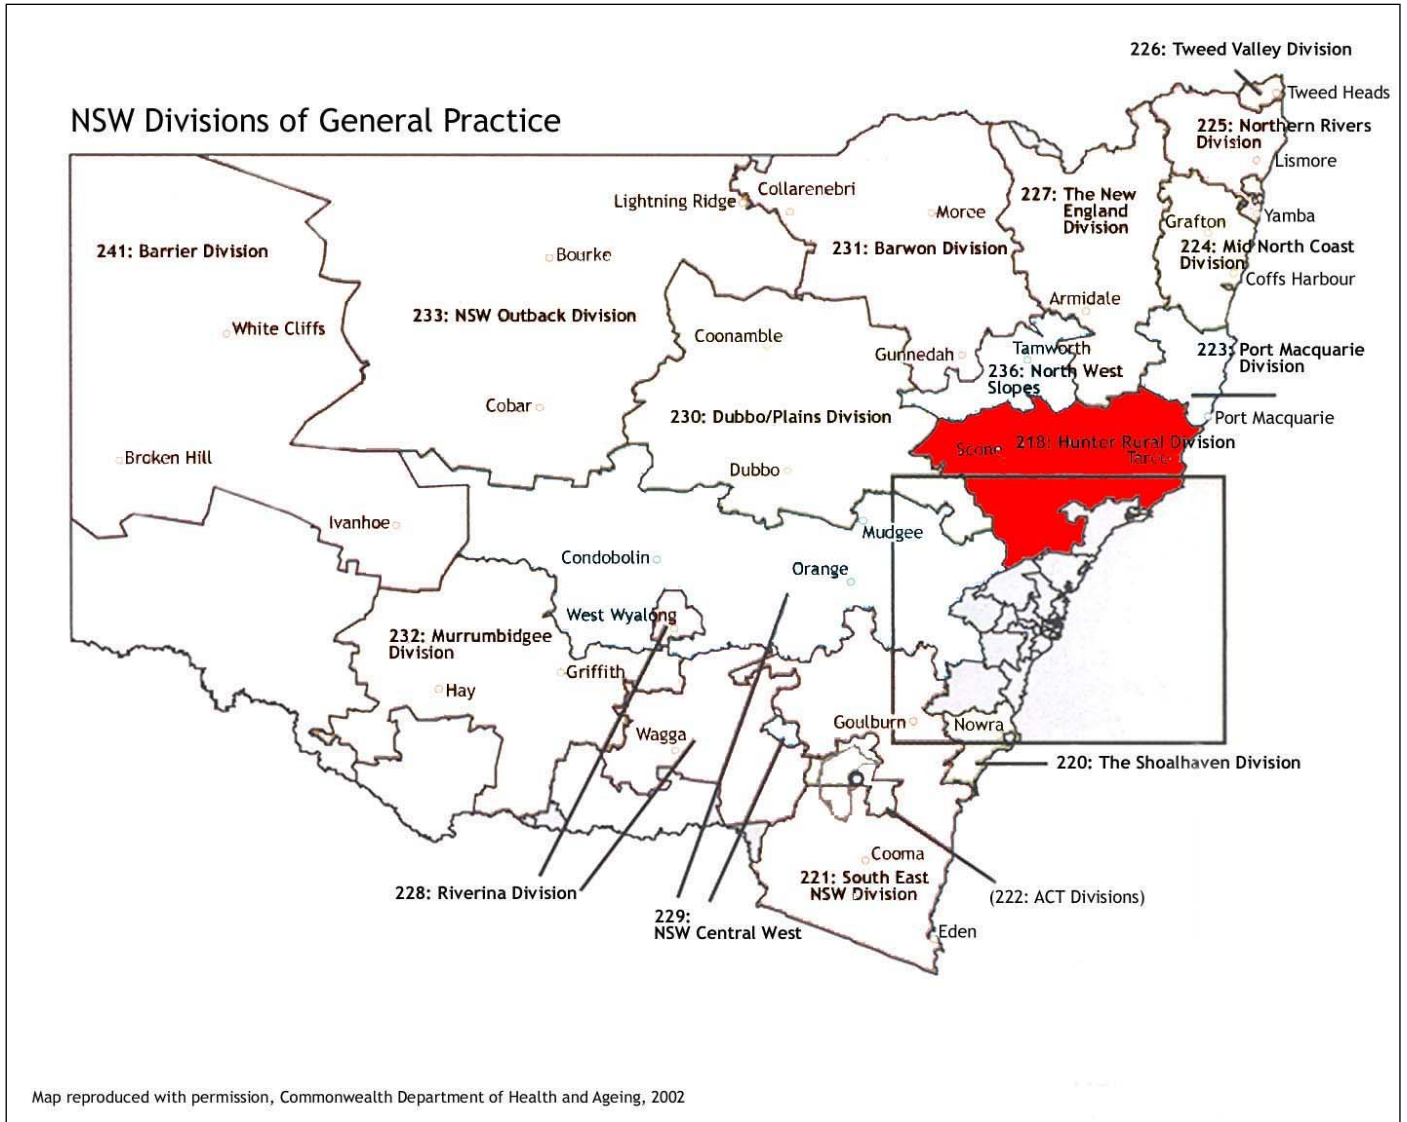 226: Tweed Valley Division
Tweed Heads
NSW Divisions of General Practice
225: Northern Rivers
Division
Lismore
Collarenebri
Lightning Ridge
227: The New
England
Division
Moree
Grafton
Yamba
241: Barrier Division
Bourke
231: Barwon Division
224: Mid North Coast
Division
Coffs Harbour
Armidale
233: NSW Outback Division
White Cliffs
Coonamble
Gunnedah
Tamworth
223: Port Macquarie
Division
236: North West
Slopes
Cobar
230: Dubbo/Plains Division
Port Macquarie
Scone
218: Hunter Rural Division
Taree
Broken Hill
Dubbo
Ivanhoe
Mudgee
Condobolin
Orange
West Wyalong
232: Murrumbidgee
Division
Griffith
Hay
Goulburn
Nowra
Wagga
220: The Shoalhaven Division
Cooma
221: South East
NSW Division
228: Riverina Division
(222: ACT Divisions)
229:
NSW Central West
Eden
Map reproduced with permission, Commonwealth Department of Health and Ageing, 2002